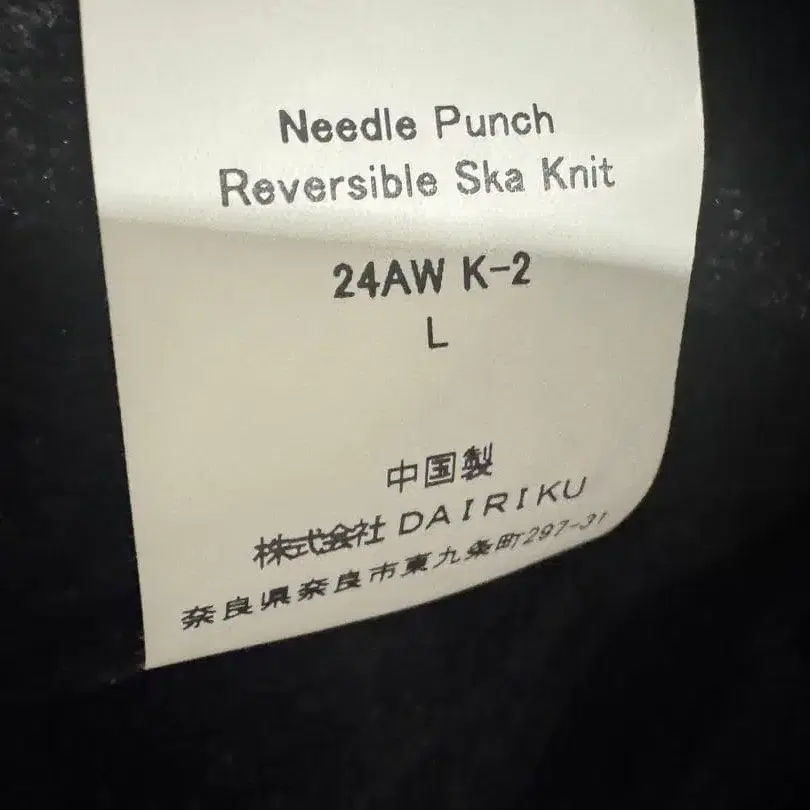 Needle Punch
Reversible Ska Knit
24AW K-2
L
中国製
株式会社 DAIRIKU
奈良県奈良市東九条町297-31